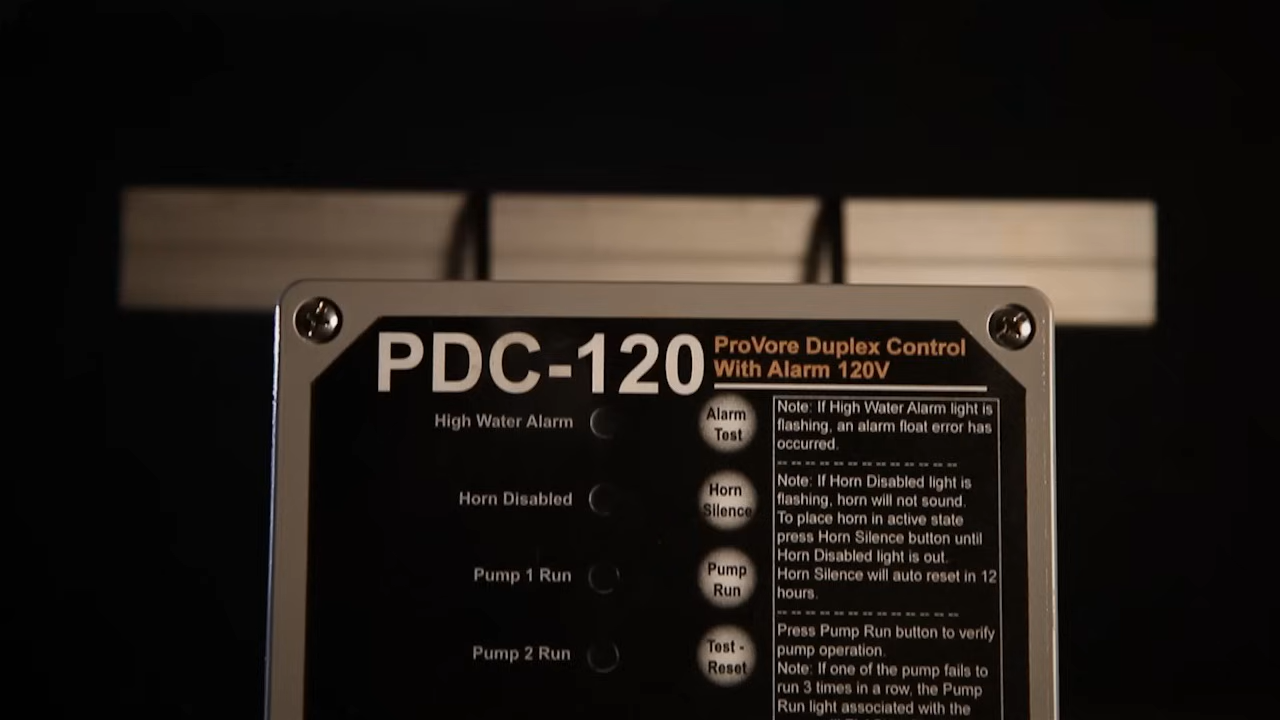 PDC-120
ProVore Duplex Control
With Alarm 120V
High Water Alarm
Alarm
Test
Horn Disabled
Horn
Silence
Pump 1 Run
Pump
Run
Pump 2 Run
Test -
Reset
Note: If High Water Alarm light is
flashing, an alarm float error has
occurred.
-- -- -- -- -- -- -- -- -- -- -- -- -- --
Note: If Horn Disabled light is
flashing, horn will not sound.
To place horn in active state
press Horn Silence button until
Horn Disabled light is out.
Horn Silence will auto reset in 12
hours.
-- -- -- -- -- -- -- -- -- -- -- -- -- --
Press Pump Run button to verify
pump operation.
Note: If one of the pump fails to
run 3 times in a row, the Pump
Run light associated with the